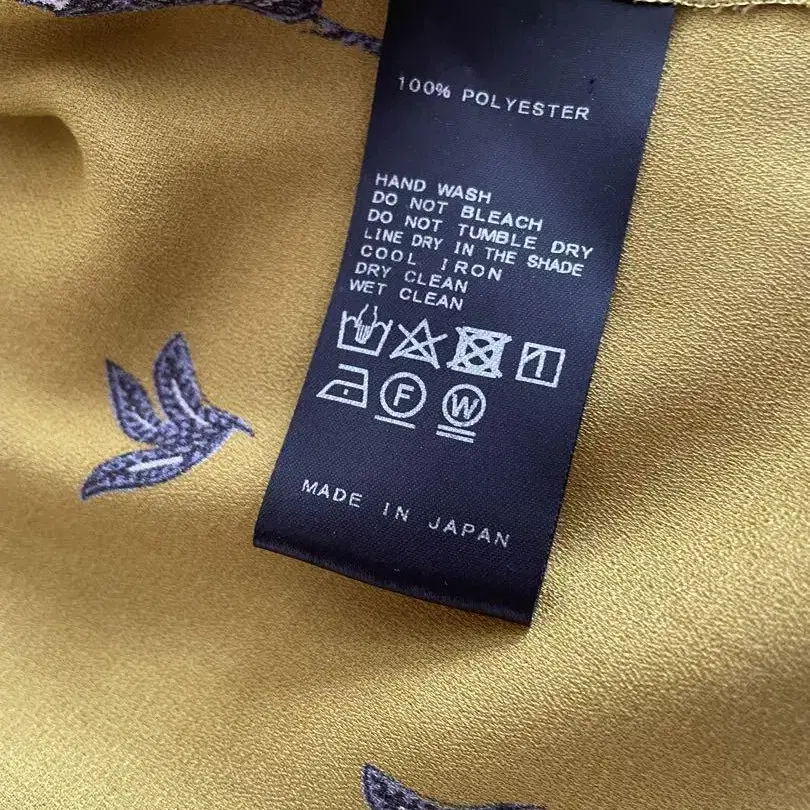 100% POLYESTER
HAND WASH
DO NOT BLEACH
DO NOT TUMBLE DRY
LINE DRY IN THE SHADE
COOL IRON
DRY CLEAN
WET CLEAN
F W
MADE IN JAPAN